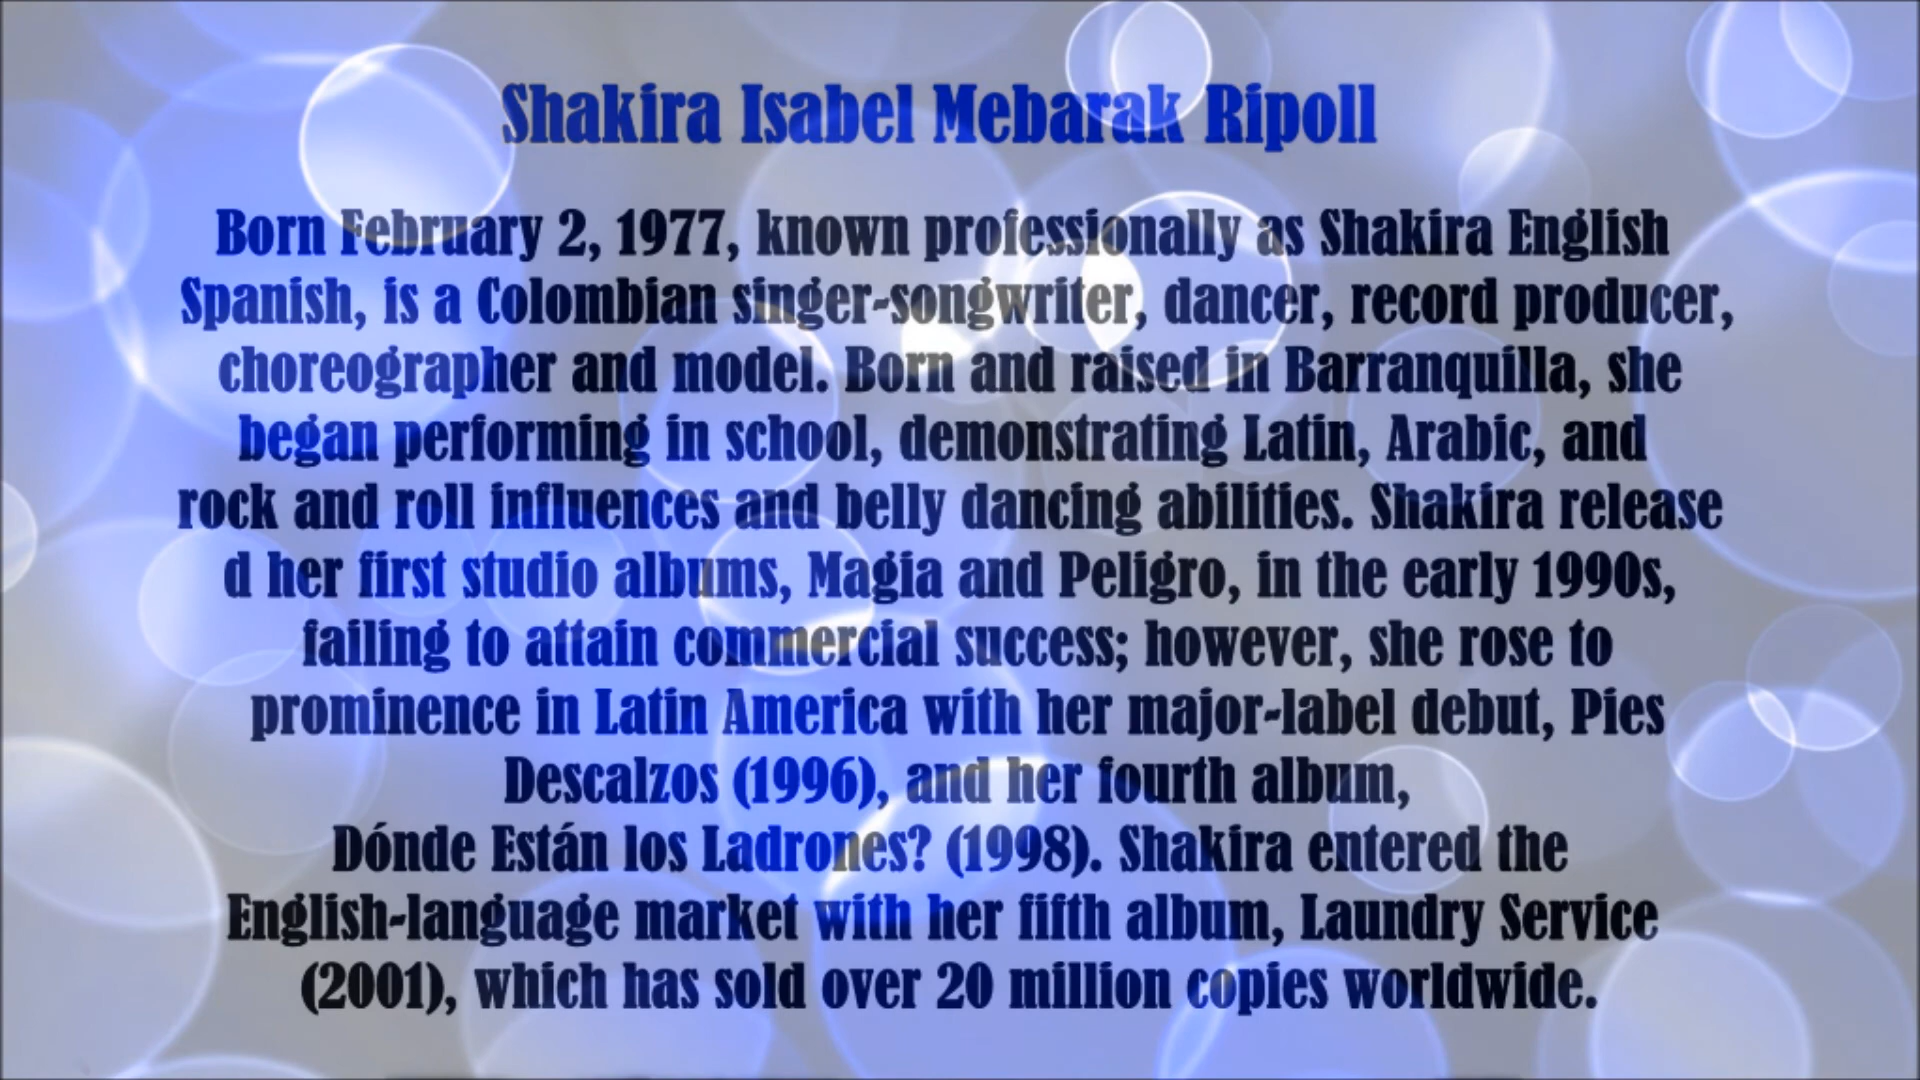 Shakira Isabel Mebarak Ripoll
Born February 2, 1977, known professionally as Shakira English
Spanish, is a Colombian singer-songwriter, dancer, record producer,
choreographer and model. Born and raised in Barranquilla, she
began performing in school, demonstrating Latin, Arabic, and
rock and roll influences and belly dancing abilities. Shakira release
d her first studio albums, Magia and Peligro, in the early 1990s,
failing to attain commercial success; however, she rose to
prominence in Latin America with her major-label debut, Pies
Descalzos (1996), and her fourth album,
Dónde Están los Ladrones? (1998). Shakira entered the
English-language market with her fifth album, Laundry Service
(2001), which has sold over 20 million copies worldwide.